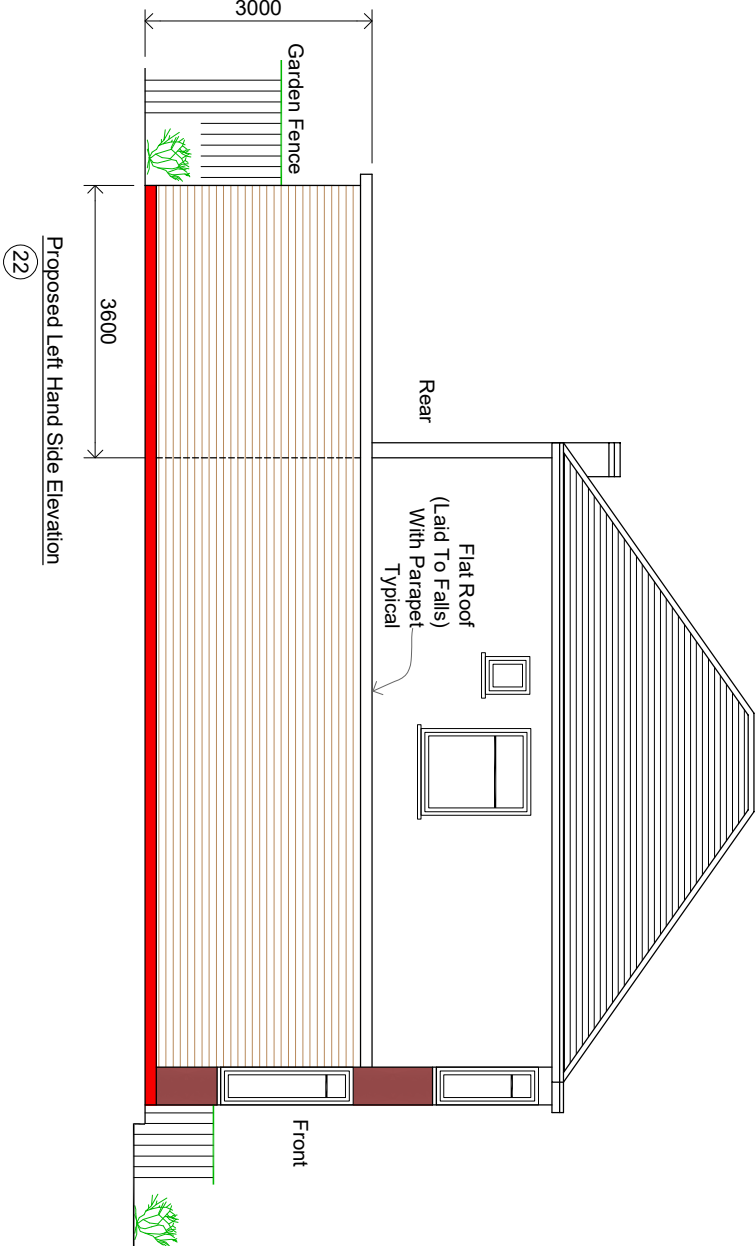 Rear
Flat Roof
(Laid To Falls)
With Parapet
Typical
3000
Garden Fence
Front
3600
Proposed Left Hand Side Elevation
22